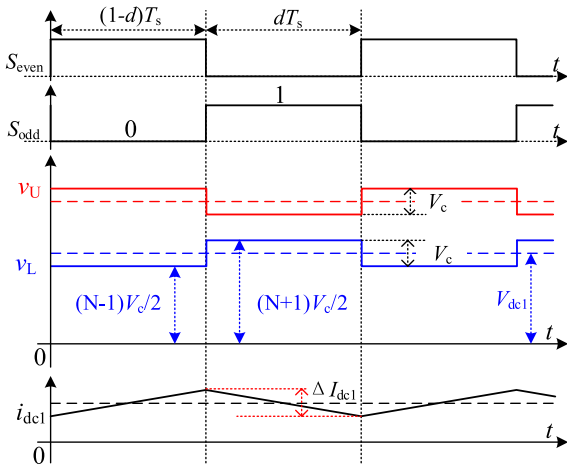 (1-d)Ts dTs
Seven t
1
Sodd 0 t
vU Vc
vL Vc
(N-1)Vc/2 (N+1)Vc/2 Vdc1
0 t
Δ Idc1
idc1
0 t